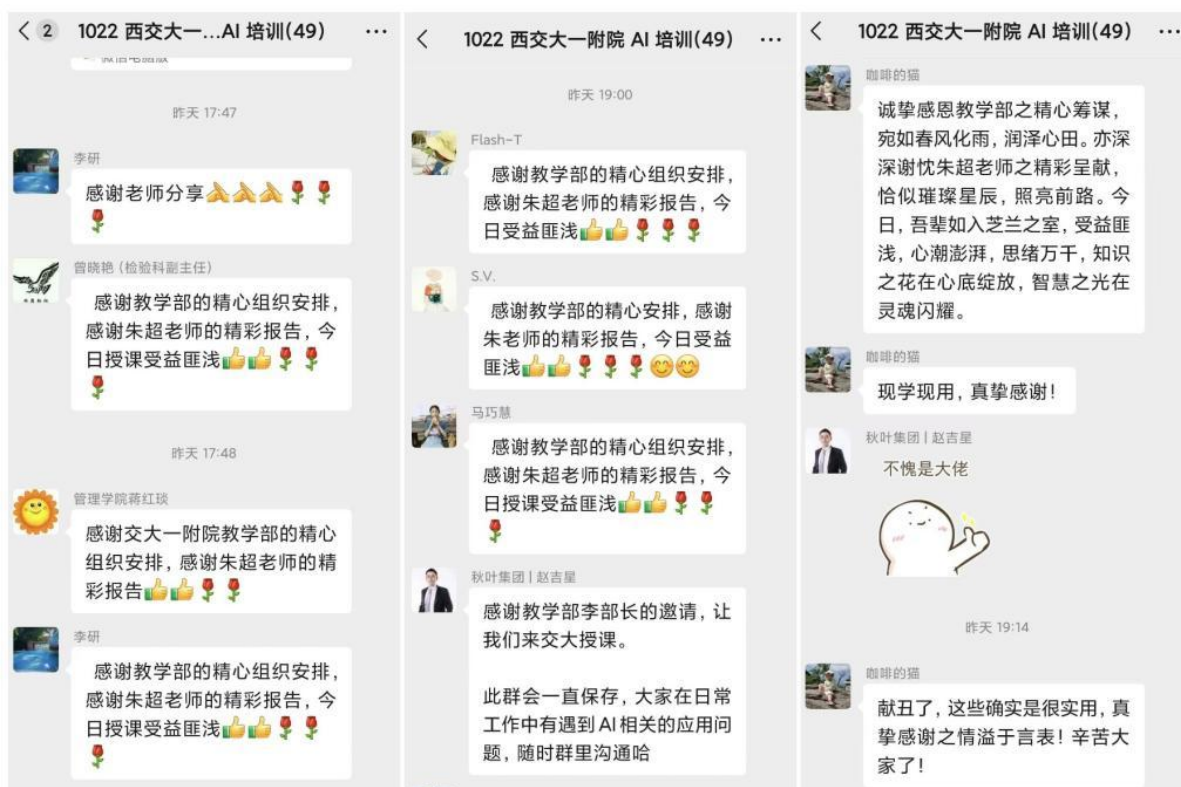 2
1022 西交大一...AI 培训(49)
昨天 17:47
李研
感谢老师分享
曾晓艳 (检验科副主任)
感谢教学部的精心组织安排,
感谢朱超老师的精彩报告, 今
日授课受益匪浅
昨天 17:48
管理学院蒋红琰
感谢交大一附院教学部的精心
组织安排, 感谢朱超老师的精
彩报告
李研
感谢教学部的精心组织安排,
感谢朱超老师的精彩报告, 今
日授课受益匪浅
1022 西交大一附院 AI 培训(49)
昨天 19:00
Flash-T
感谢教学部的精心组织安排,
感谢朱超老师的精彩报告, 今
日受益匪浅
S.V.
感谢教学部的精心安排, 感谢
朱老师的精彩报告, 今日受益
匪浅
马巧慧
感谢教学部的精心组织安排,
感谢朱超老师的精彩报告, 今
日授课受益匪浅
秋叶集团 | 赵吉星
感谢教学部李部长的邀请, 让
我们来交大授课。
此群会一直保存, 大家在日常
工作中有遇到 AI 相关的应用问
题, 随时群里沟通哈
1022 西交大一附院 AI 培训(49)
咖啡的猫
诚挚感恩教学部之精心筹谋,
宛如春风化雨, 润泽心田。亦深
深谢忱朱超老师之精彩呈献,
恰似璀璨星辰, 照亮前路。今
日, 吾辈如入芝兰之室, 受益匪
浅, 心潮澎湃, 思绪万千, 知识
之花在心底绽放, 智慧之光在
灵魂闪耀。
咖啡的猫
现学现用, 真挚感谢!
秋叶集团 | 赵吉星
不愧是大佬
昨天 19:14
咖啡的猫
献丑了, 这些确实是很实用, 真
挚感谢之情溢于言表! 辛苦大
家了!